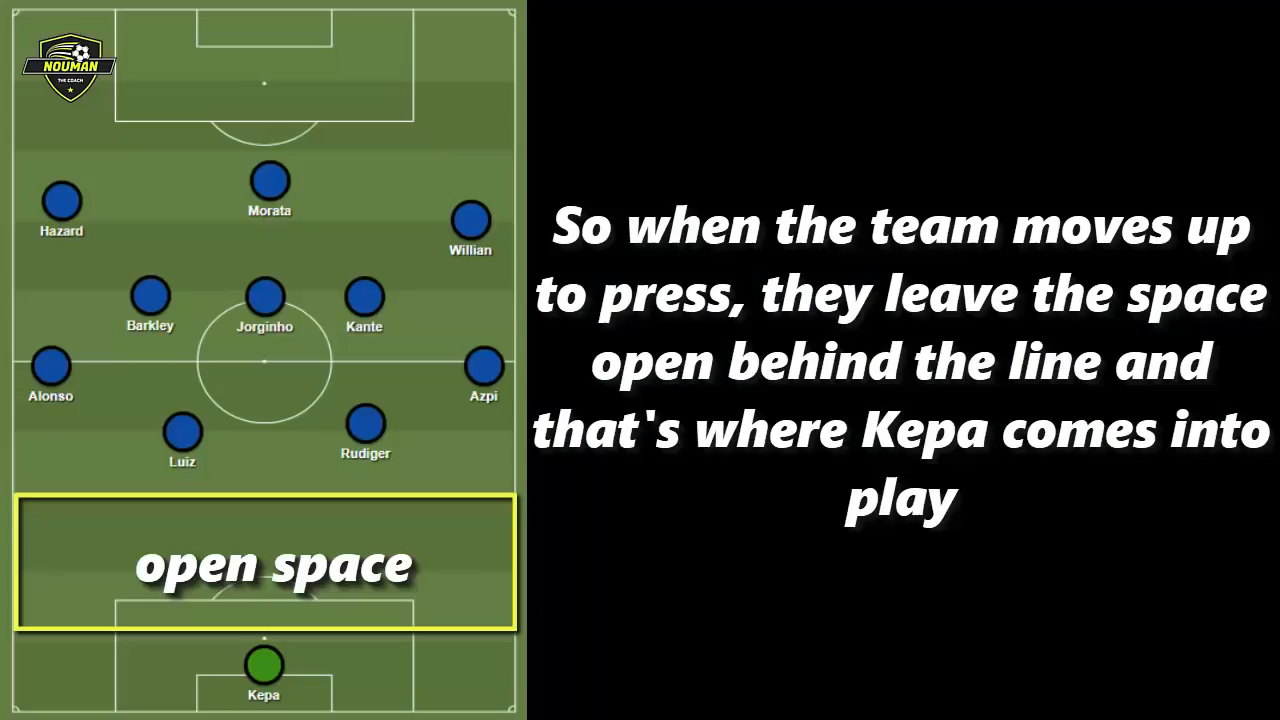 NOUMAN
THE COACH
Morata
Hazard
Willian
Barkley
Jorginho
Kante
Alonso
Azpi
Luiz
Rudiger
open space
Kepa
So when the team moves up
to press, they leave the space
open behind the line and
that's where Kepa comes into
play